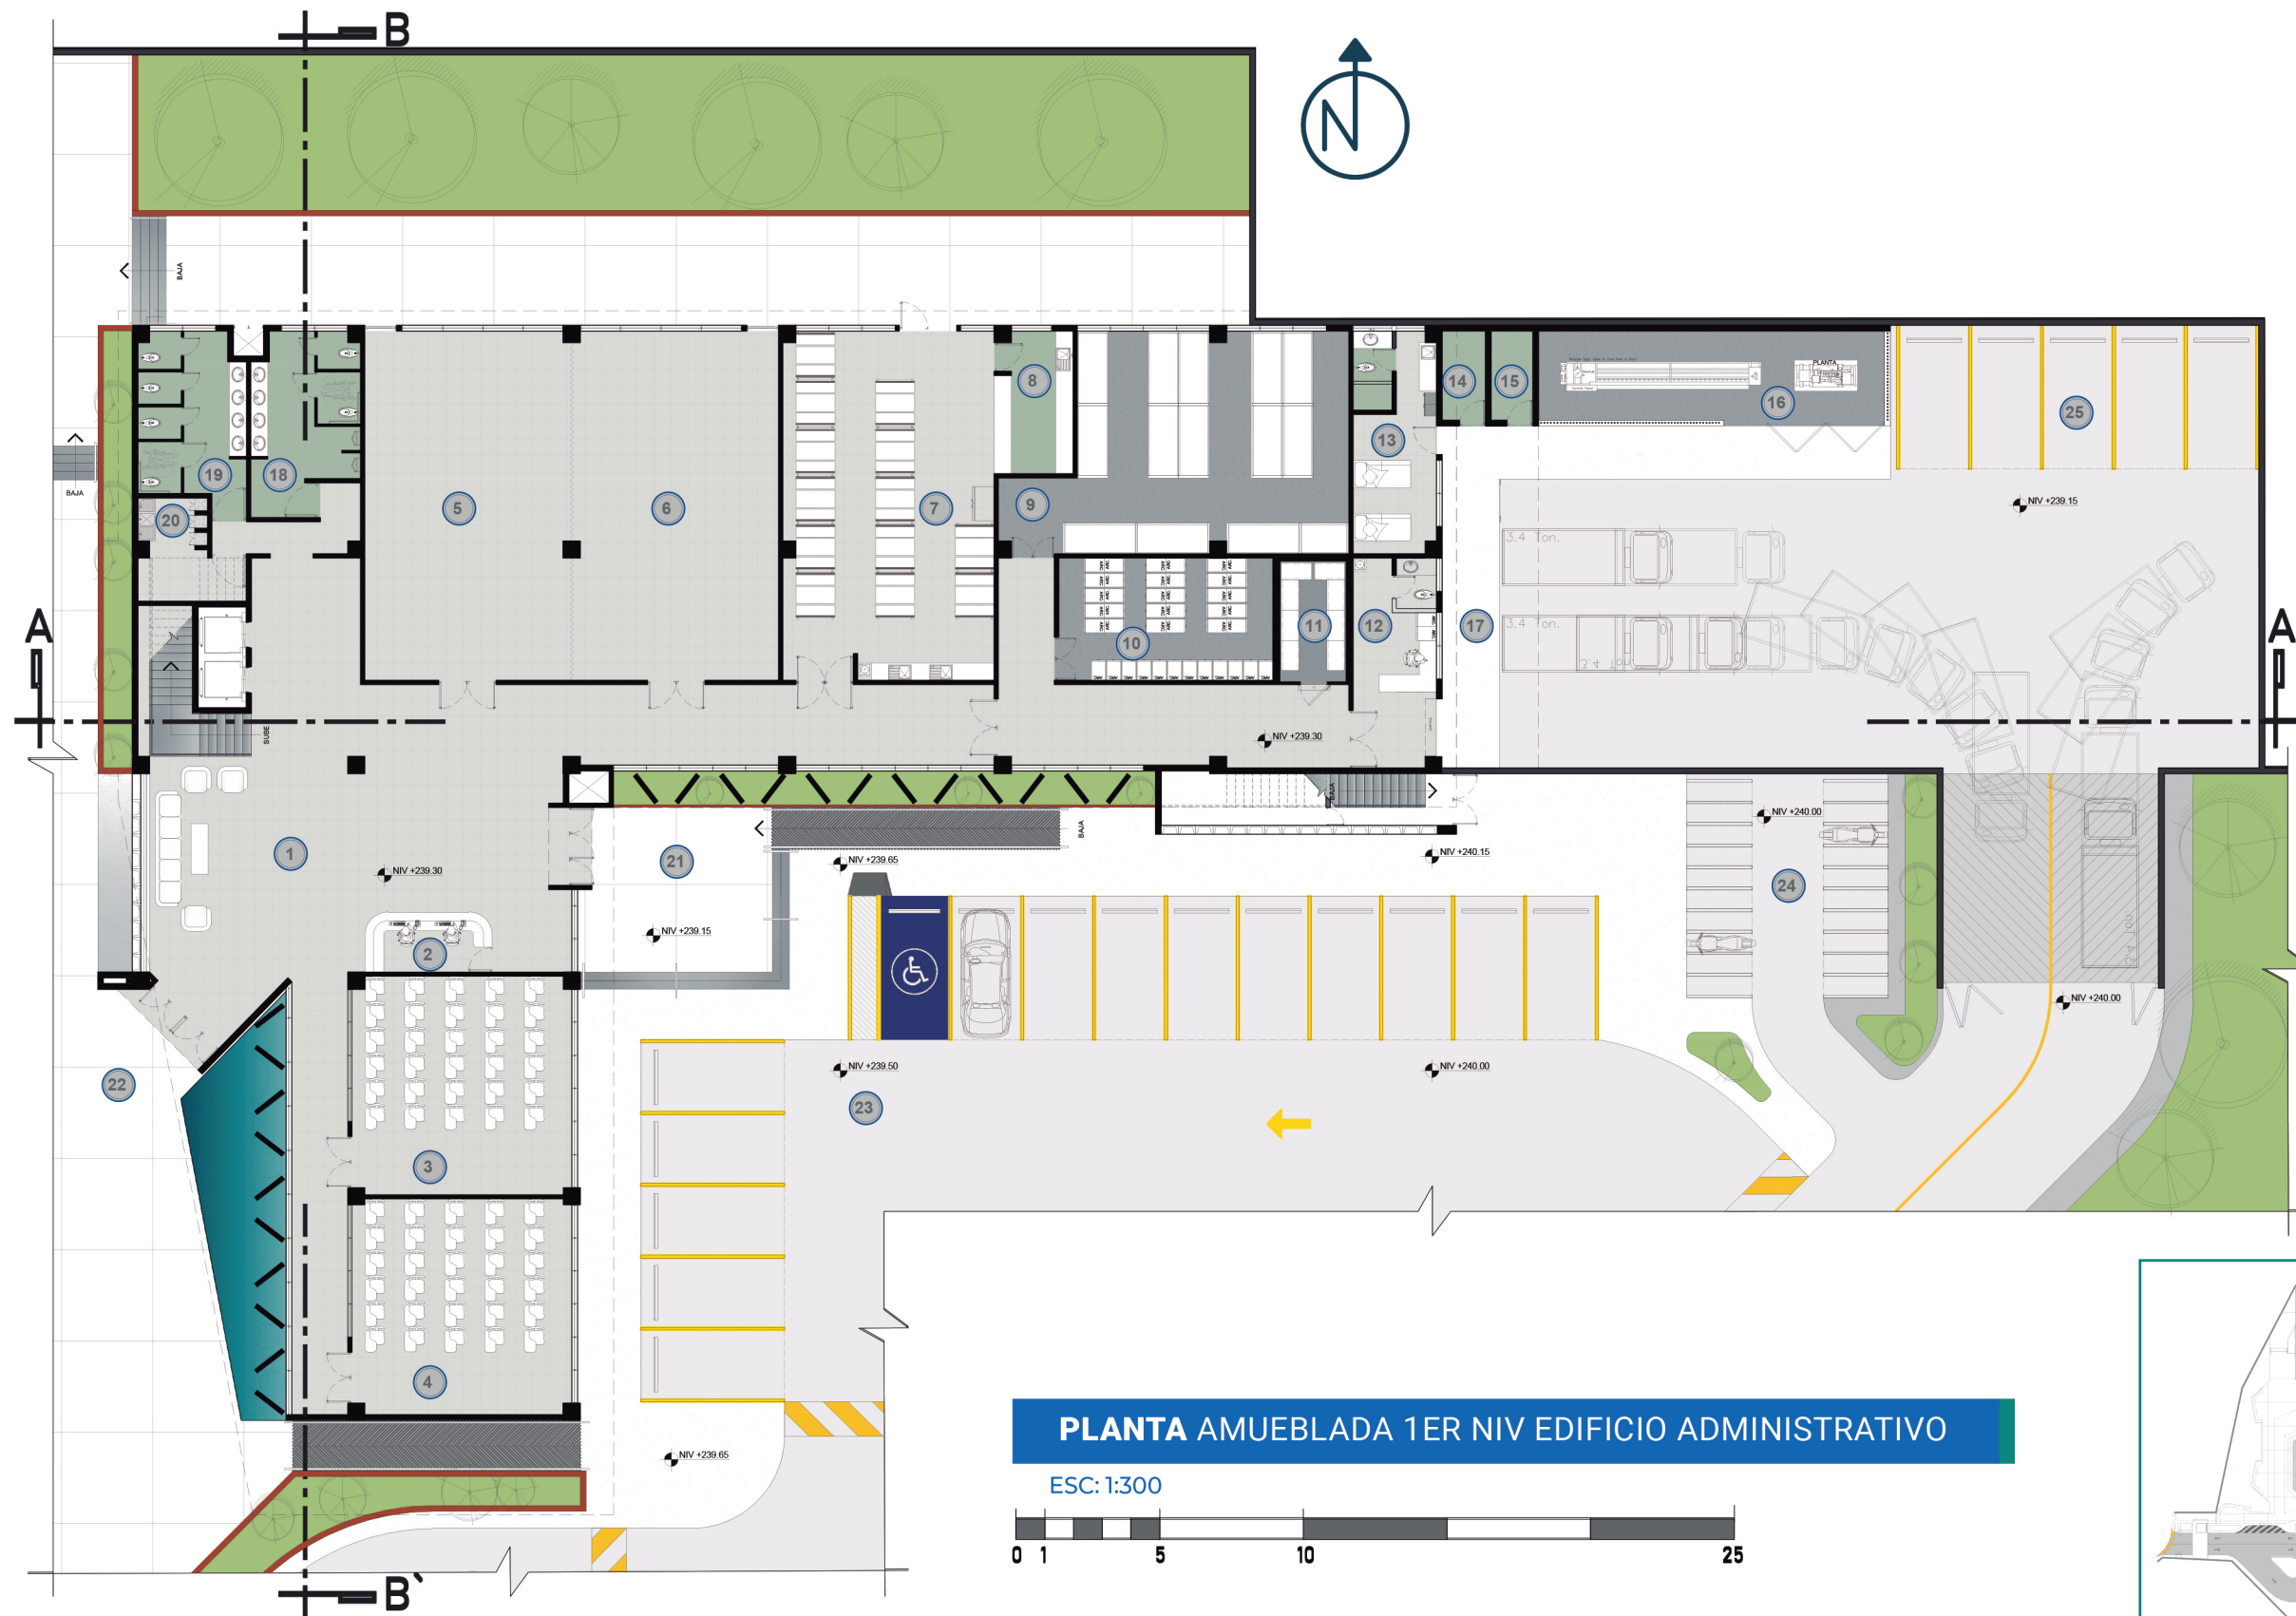 B
N
BAJA
8
14
15
PLANTA
16
25
13
19
18
20
5
6
7
9
BAJA
NIV +239.15
3.4 Ton.
A
10
11
12
17
3.4 Ton.
A
SUBE
NIV +239.30
BAJA
1
NIV +239.30
21
BAJA
NIV +239.65
NIV +240.15
NIV +240.00
24
2
NIV +239.15
NIV +240.00
22
NIV +239.50
NIV +240.00
23
3
4
NIV +239.65
PLANTA AMUEBLADA 1ER NIV EDIFICIO ADMINISTRATIVO
ESC: 1:300
0 1 5 10 25
B`